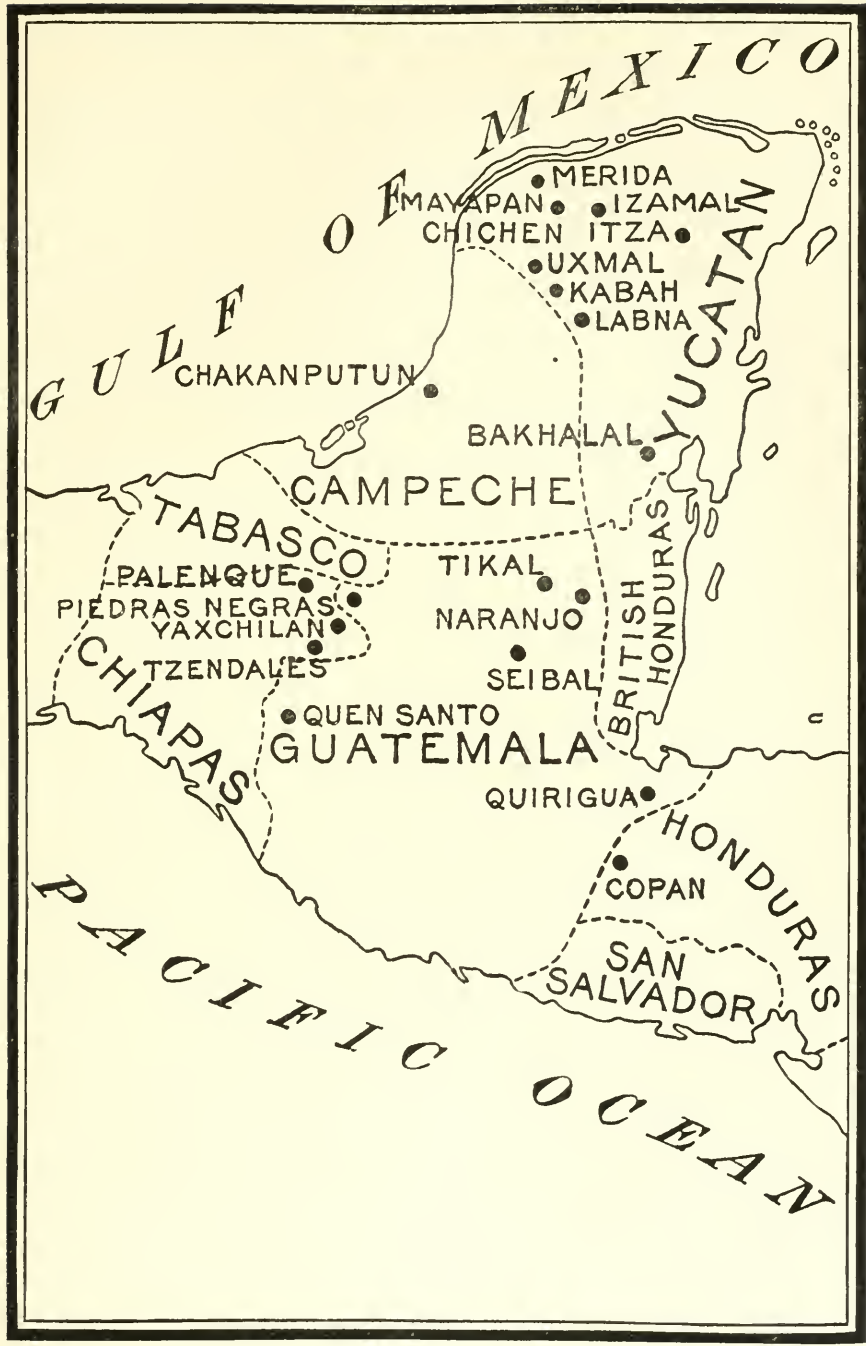 GULF OF MEXICO
MERIDA
MAYAPAN
IZAMAL
CHICHEN ITZA
UXMAL
KABAH
LABNA
YUCATAN
CHAKANPUTUN
BAKHALAL
CAMPECHE
TABASCO
PALENQUE
TIKAL
PIEDRAS NEGRAS
NARANJO
YAXCHILAN
BRITISH
HONDURAS
TZENDALES
SEIBAL
CHIAPAS
QUEN SANTO
GUATEMALA
QUIRIGUA
HONDURAS
COPAN
SAN
SALVADOR
PACIFIC OCEAN